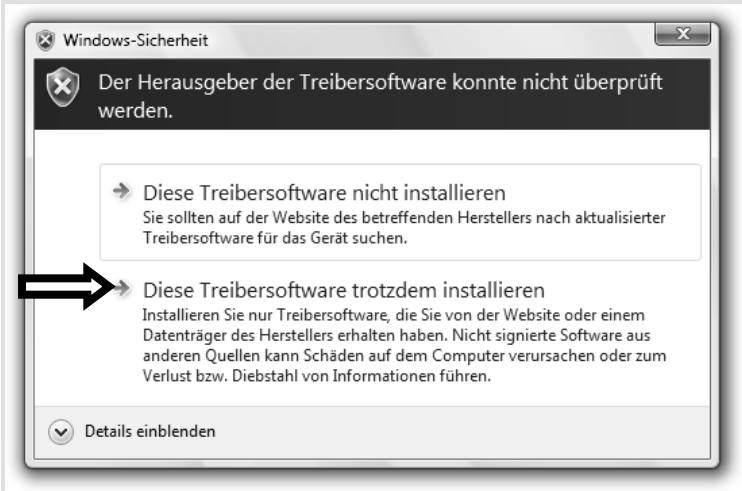 Windows-Sicherheit
X
Der Herausgeber der Treibersoftware konnte nicht überprüft
werden.
Diese Treibersoftware nicht installieren
Sie sollten auf der Website des betreffenden Herstellers nach aktualisierter
Treibersoftware für das Gerät suchen.
Diese Treibersoftware trotzdem installieren
Installieren Sie nur Treibersoftware, die Sie von der Website oder einem
Datenträger des Herstellers erhalten haben. Nicht signierte Software aus
anderen Quellen kann Schäden auf dem Computer verursachen oder zum
Verlust bzw. Diebstahl von Informationen führen.
Details einblenden